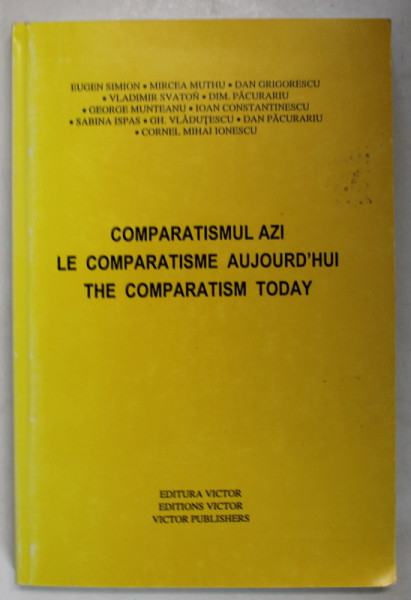 EUGEN SIMION • MIRCEA MUTHU • DAN GRIGORESCU
• VLADIMIR SVATOŇ • DIM. PĂCURARIU
• GEORGE MUNTEANU • IOAN CONSTANTINESCU
• SABINA ISPAS • GH. VLĂDUŢESCU • DAN PĂCURARIU
• CORNEL MIHAI IONESCU
COMPARATISMUL AZI
LE COMPARATISME AUJOURD'HUI
THE COMPARATISM TODAY
EDITURA VICTOR
EDITIONS VICTOR
VICTOR PUBLISHERS